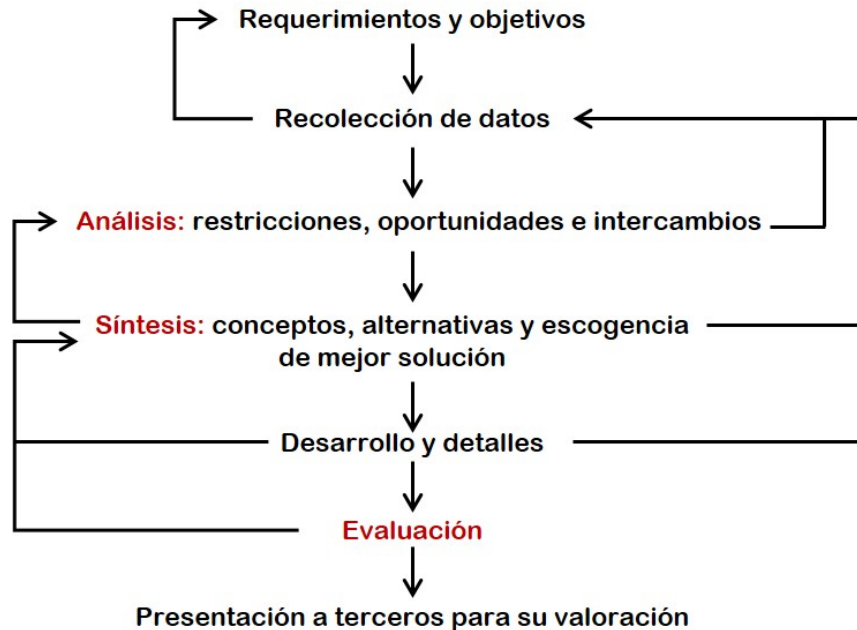 Requerimientos y objetivos
Recolección de datos
Análisis: restricciones, oportunidades e intercambios
Síntesis: conceptos, alternativas y escogencia
de mejor solución
Desarrollo y detalles
Evaluación
Presentación a terceros para su valoración